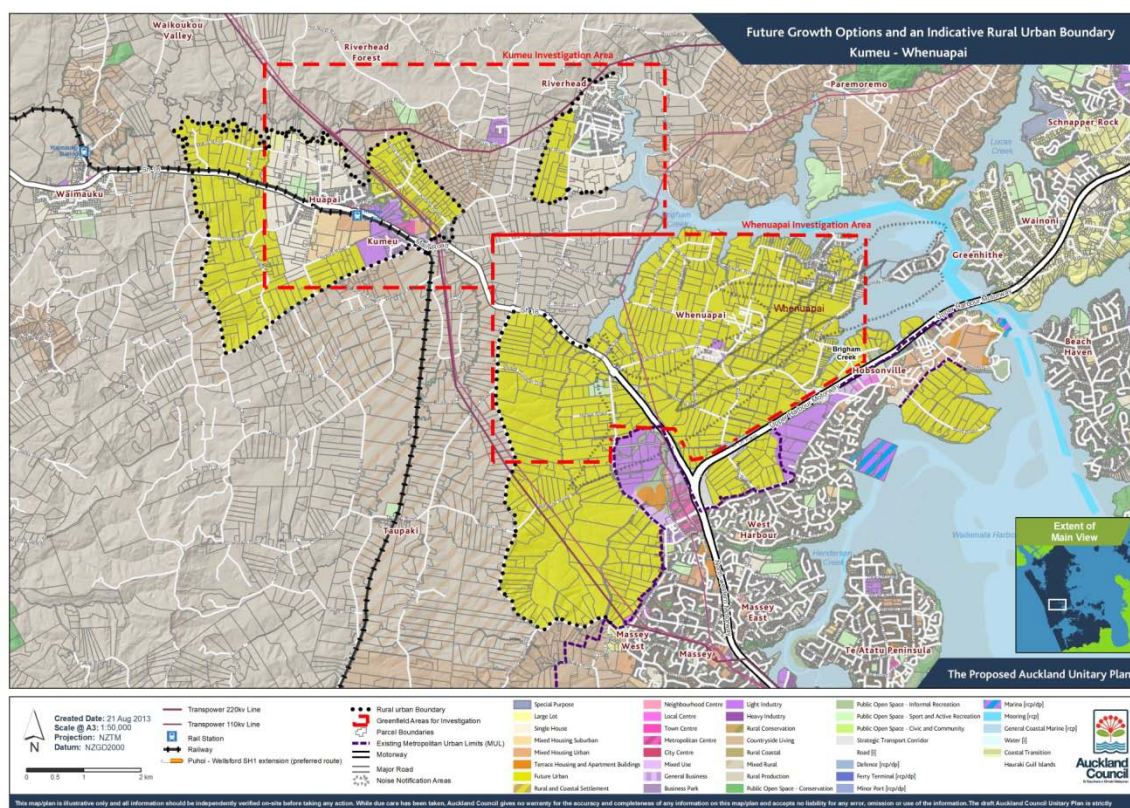 Future Growth Options and an Indicative Rural Urban Boundary
Kumeu - Whenuapai
Waikoukou
Valley
Riverhead
Forest
Kumeu Investigation Area
Riverhead
Paremoremo
Schnapper Rock
Lucas
Creek
Waimauku
Huapai
Kumeu
Whenuapai Investigation Area
Wainoni
Greenhithe
Whenuapai
Whenuapai
Brigham
Creek
Hobsonville
Beach
Haven
Taupaki
West
Harbour
Henderson
Creek
Massey
East
Massey
West
Massey
Te Atatu Peninsula
Extent of
Main View
The Proposed Auckland Unitary Plan
N
Created Date: 21 Aug 2013
Scale @ A3: 1:50,000
Projection: NZTM
Datum: NZGD2000
0 0.5 1 2 km
Transpower 220kv Line
Transpower 110kv Line
Rail Station
Railway
Puhoi - Wellsford SH1 extension (preferred route)
Rural urban Boundary
Greenfield Areas for Investigation
Parcel Boundaries
Existing Metropolitan Urban Limits (MUL)
Motorway
Major Road
Noise Notification Areas
Special Purpose
Large Lot
Single House
Mixed Housing Suburban
Mixed Housing Urban
Terrace Housing and Apartment Buildings
Future Urban
Rural and Coastal Settlement
Neighbourhood Centre
Local Centre
Town Centre
Metropolitan Centre
City Centre
Mixed Use
General Business
Business Park
Light Industry
Heavy Industry
Rural Conservation
Countryside Living
Rural Coastal
Mixed Rural
Rural Production
Public Open Space - Conservation
Public Open Space - Informal Recreation
Public Open Space - Sport and Active Recreation
Public Open Space - Civic and Community
Strategic Transport Corridor
Road [i]
Defence [rcp/dp]
Ferry Terminal [rcp/dp]
Minor Port [rcp/dp]
Marina [rcp/dp]
Mooring [rcp]
General Coastal Marine [rcp]
Water [i]
Coastal Transition
Hauraki Gulf Islands
Auckland
Council
This map/plan is illustrative only and all information should be independently verified on-site before taking any action. While due care has been taken, Auckland Council gives no warranty for the accuracy and completeness of any information on this map/plan and accepts no liability for any error, omission or use of the information. The draft Auckland Council Unitary Plan is strictly